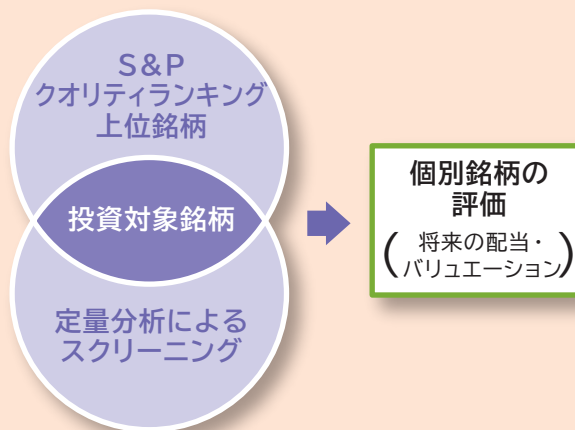 S&P
クオリティランキング
上位銘柄
投資対象銘柄
定量分析による
スクリーニング
個別銘柄の
評価
(将来の配当・
バリュエーション)